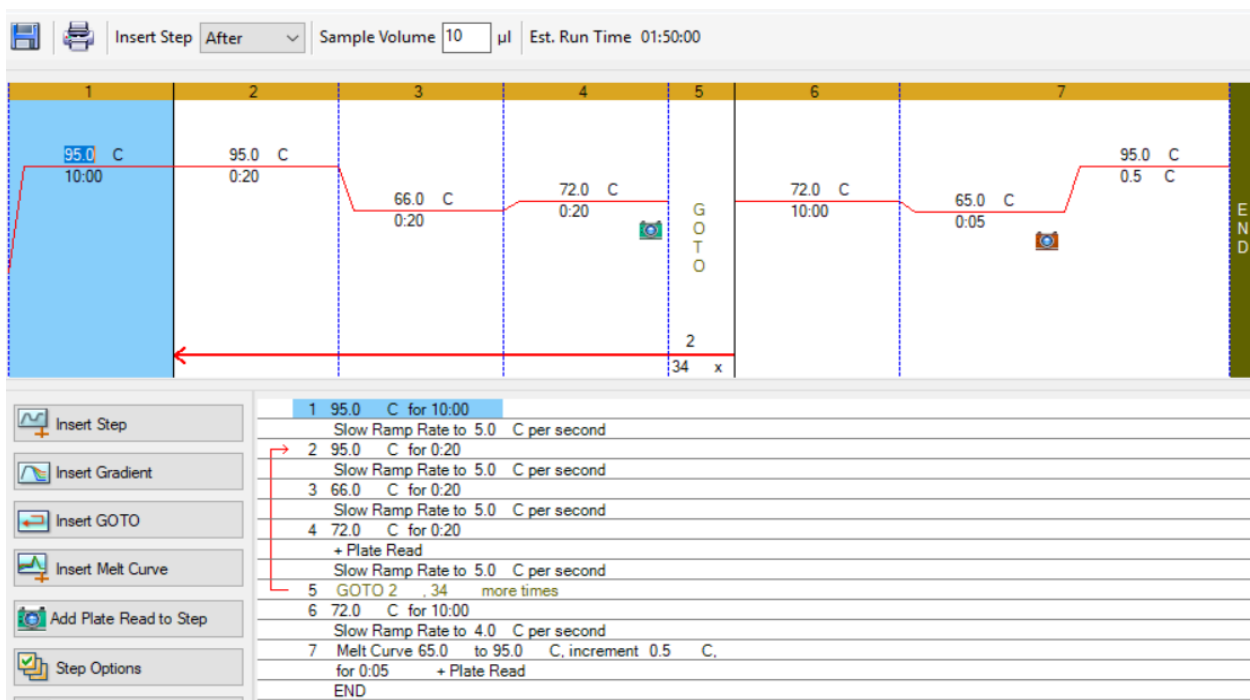 Insert Step After Sample Volume 10 µl Est. Run Time 01:50:00
1 2 3 4 5 6 7
95.0 C
10:00
95.0 C
0:20
66.0 C
0:20
72.0 C
0:20
GOTO
2
34 x
72.0 C
10:00
65.0 C
0:05
95.0 C
0.5 C
END
Insert Step
Insert Gradient
Insert GOTO
Insert Melt Curve
Add Plate Read to Step
Step Options
1 95.0 C for 10:00
Slow Ramp Rate to 5.0 C per second
2 95.0 C for 0:20
Slow Ramp Rate to 5.0 C per second
3 66.0 C for 0:20
Slow Ramp Rate to 5.0 C per second
4 72.0 C for 0:20
+ Plate Read
Slow Ramp Rate to 5.0 C per second
5 GOTO 2 , 34 more times
6 72.0 C for 10:00
Slow Ramp Rate to 4.0 C per second
7 Melt Curve 65.0 to 95.0 C, increment 0.5 C,
for 0:05 + Plate Read
END